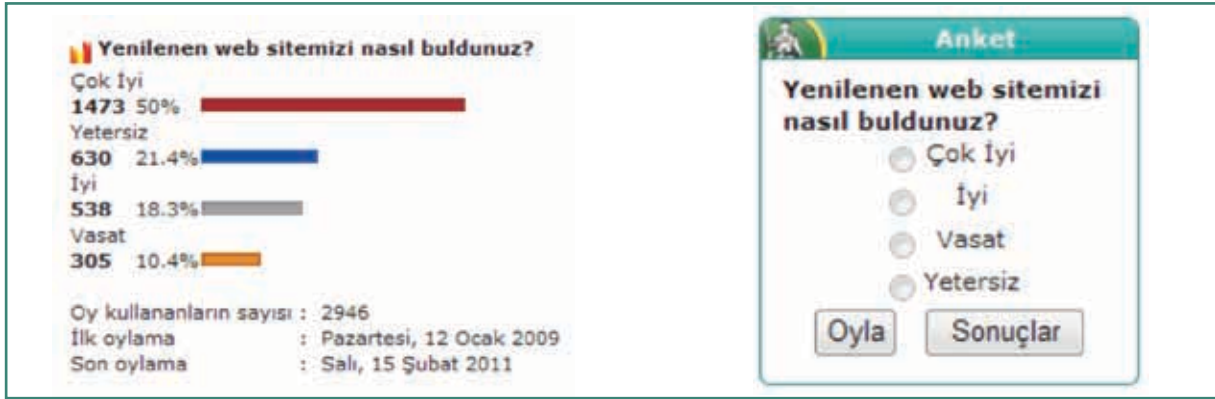 Yenilenen web sitemizi nasıl buldunuz?
Çok İyi
1473 50%
Yetersiz
630 21.4%
İyi
538 18.3%
Vasat
305 10.4%
Oy kullananların sayısı : 2946
İlk oylama : Pazartesi, 12 Ocak 2009
Son oylama : Salı, 15 Şubat 2011
Anket
Yenilenen web sitemizi
nasıl buldunuz?
Çok İyi
İyi
Vasat
Yetersiz
Oyla Sonuçlar